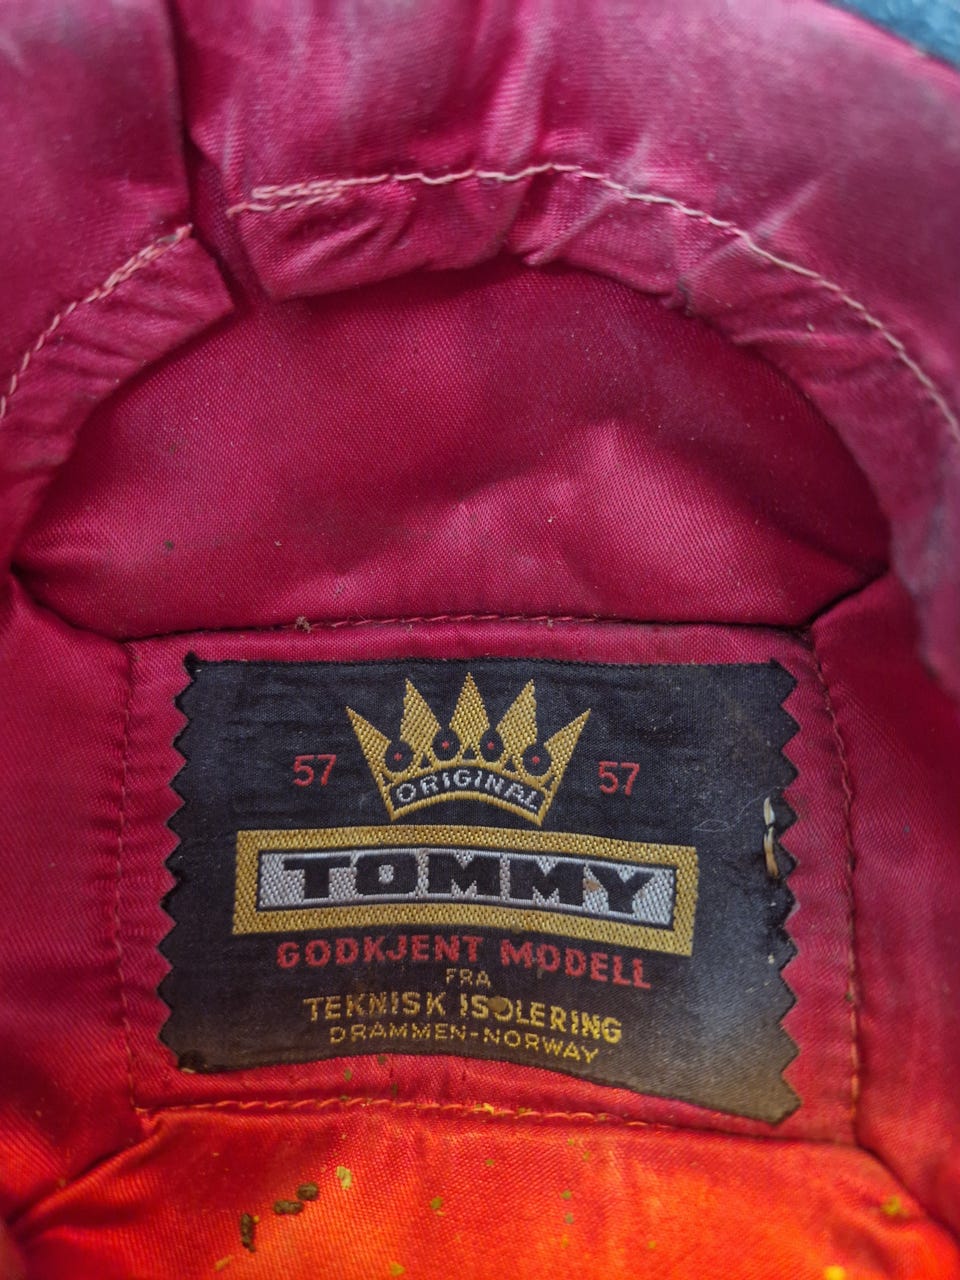 57 ORIGINAL 57
TOMMY
GODKJENT MODELL
FRA
TEKNISK ISOLERING
DRAMMEN-NORWAY